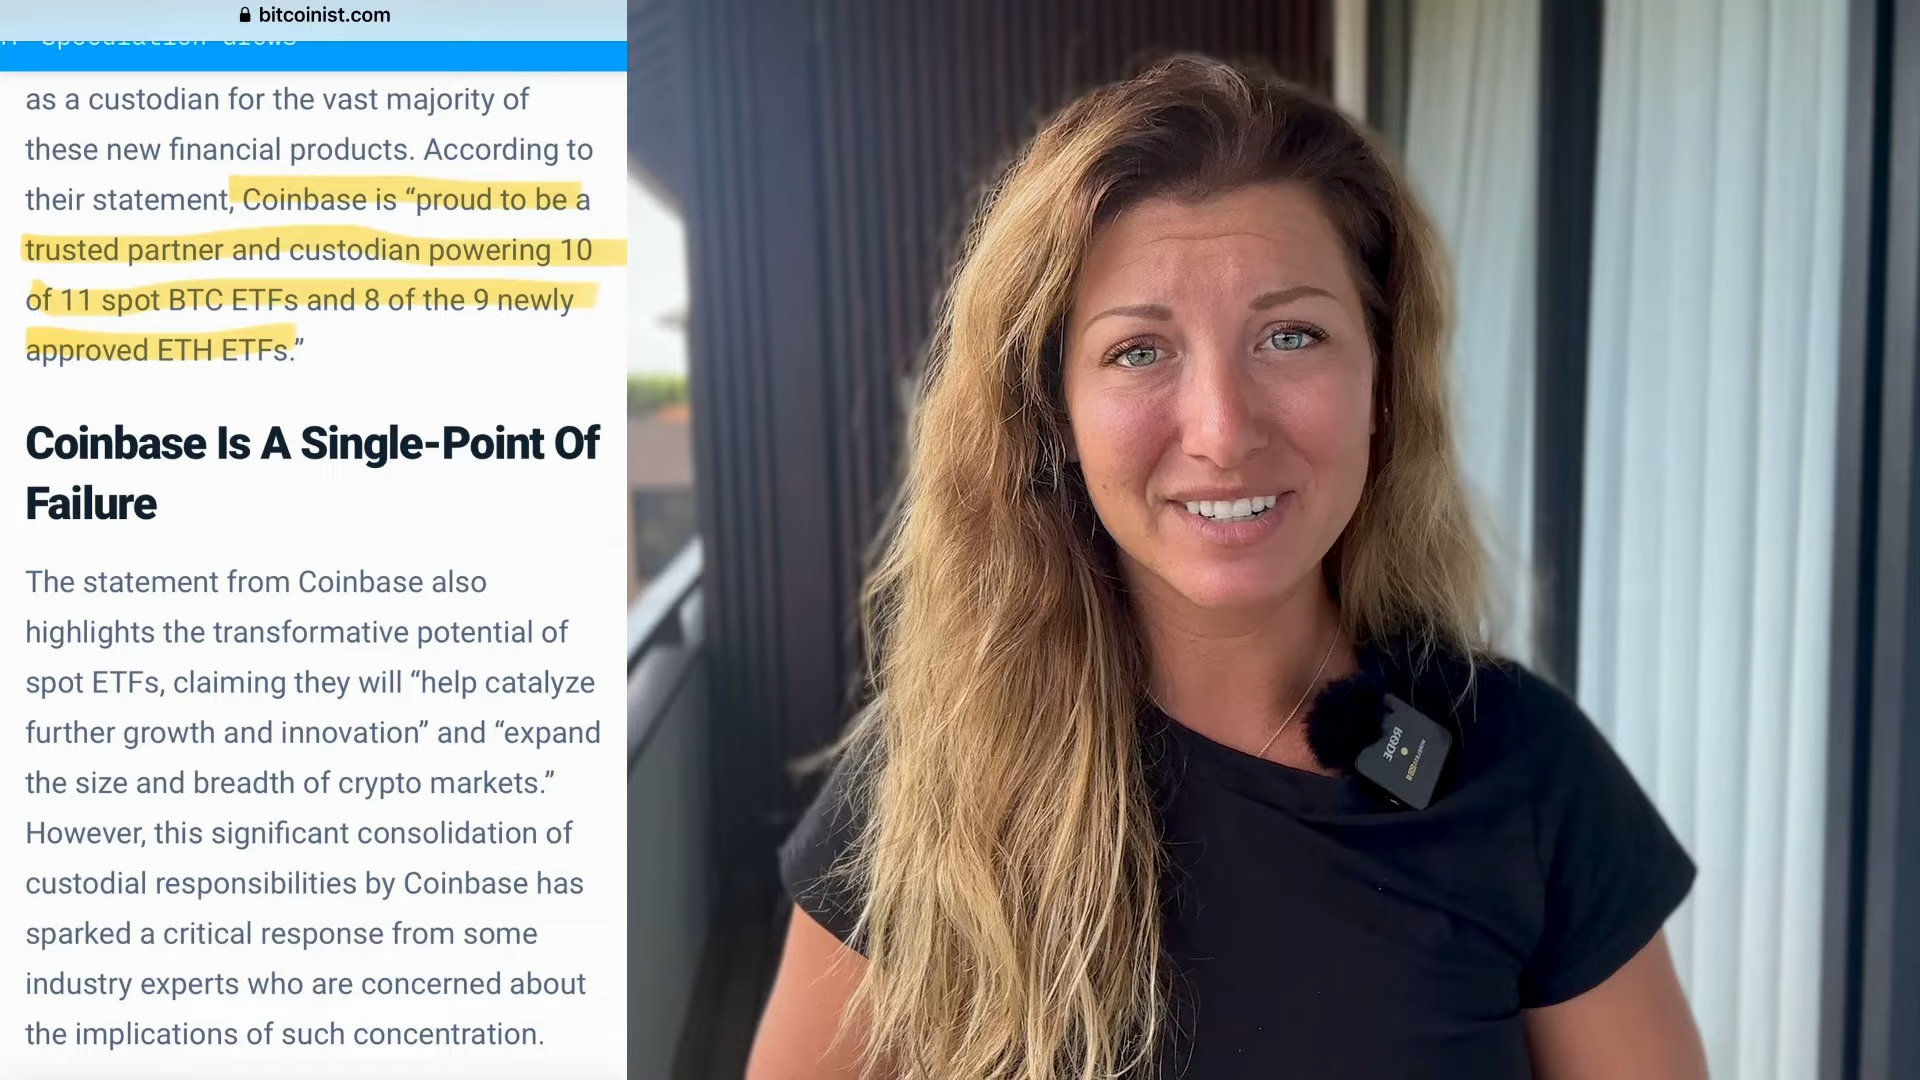 bitcoinist.com
as a custodian for the vast majority of
these new financial products. According to
their statement, Coinbase is “proud to be a
trusted partner and custodian powering 10
of 11 spot BTC ETFs and 8 of the 9 newly
approved ETH ETFs.”
Coinbase Is A Single-Point Of
Failure
The statement from Coinbase also
highlights the transformative potential of
spot ETFs, claiming they will “help catalyze
further growth and innovation” and “expand
the size and breadth of crypto markets.”
However, this significant consolidation of
custodial responsibilities by Coinbase has
sparked a critical response from some
industry experts who are concerned about
the implications of such concentration.
RØDE